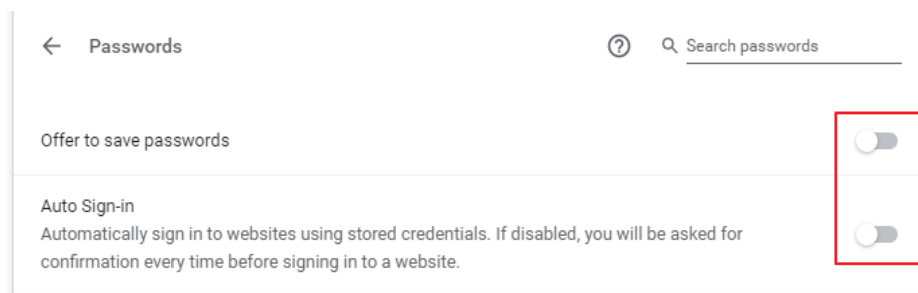 Passwords
Search passwords
Offer to save passwords
Auto Sign-in
Automatically sign in to websites using stored credentials. If disabled, you will be asked for
confirmation every time before signing in to a website.